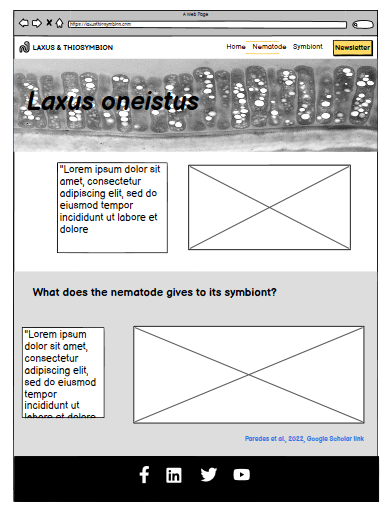 A Web Page
https://laxusthiosymbion.com
LAXUS & THIOSYMBION
Home Nematode Symbiont Newsletter
Laxus oneistus
"Lorem ipsum dolor sit
amet, consectetur
adipiscing elit, sed do
eiusmod tempor
incididunt ut labore et
dolore
What does the nematode gives to its symbiont?
"Lorem ipsum
dolor sit amet,
consectetur
adipiscing elit,
sed do eiusmod
tempor
incididunt ut
labore et dolore
Paredes et al, 2022, Google Scholar link